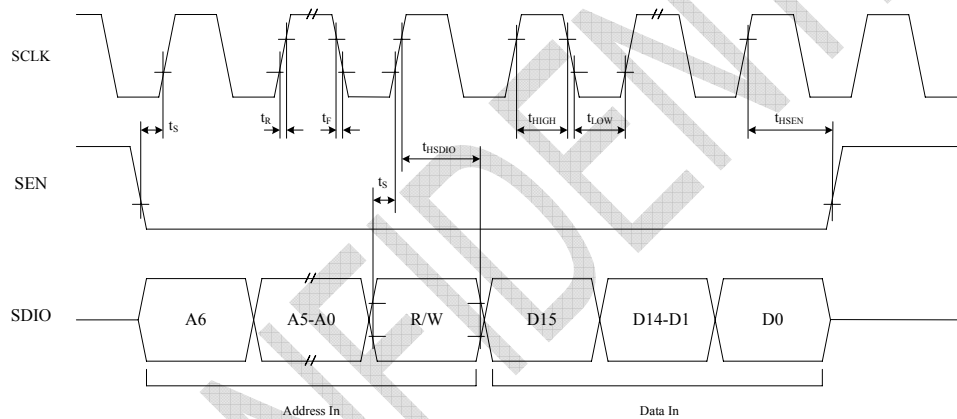 SCLK
tS tR tF tHIGH tLOW tHSEN
tHSDIO
SEN
tS
SDIO A6 A5-A0 R/W D15 D14-D1 D0
Address In Data In